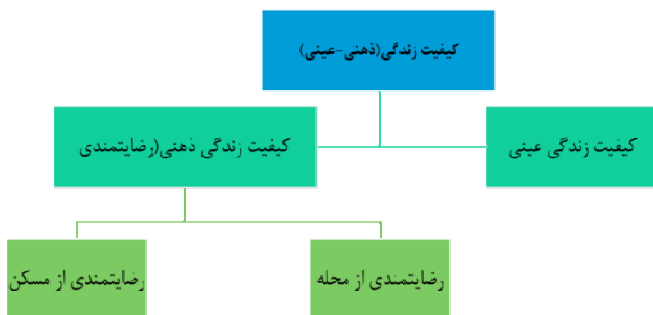 کیفیت زندگی(ذهنی-عینی)
کیفیت زندگی عینی
کیفیت زندگی ذهنی(رضایتمندی
رضایتمندی از محله
رضایتمندی از مسکن